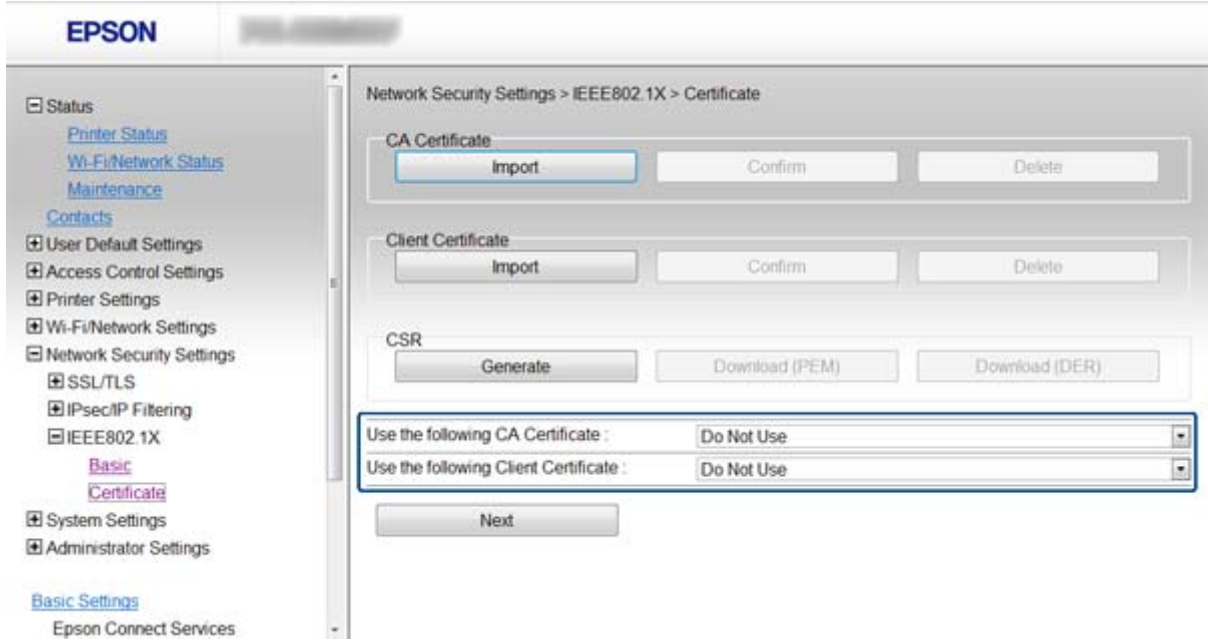 EPSON
Status
Printer Status
Wi-Fi/Network Status
Maintenance
Contacts
User Default Settings
Access Control Settings
Printer Settings
Wi-Fi/Network Settings
Network Security Settings
SSL/TLS
IPsec/IP Filtering
IEEE802.1X
Basic
Certificate
System Settings
Administrator Settings
Basic Settings
Epson Connect Services
Network Security Settings > IEEE802.1X > Certificate
CA Certificate
Import Confirm Delete
Client Certificate
Import Confirm Delete
CSR
Generate Download (PEM) Download (DER)
Use the following CA Certificate : Do Not Use
Use the following Client Certificate : Do Not Use
Next